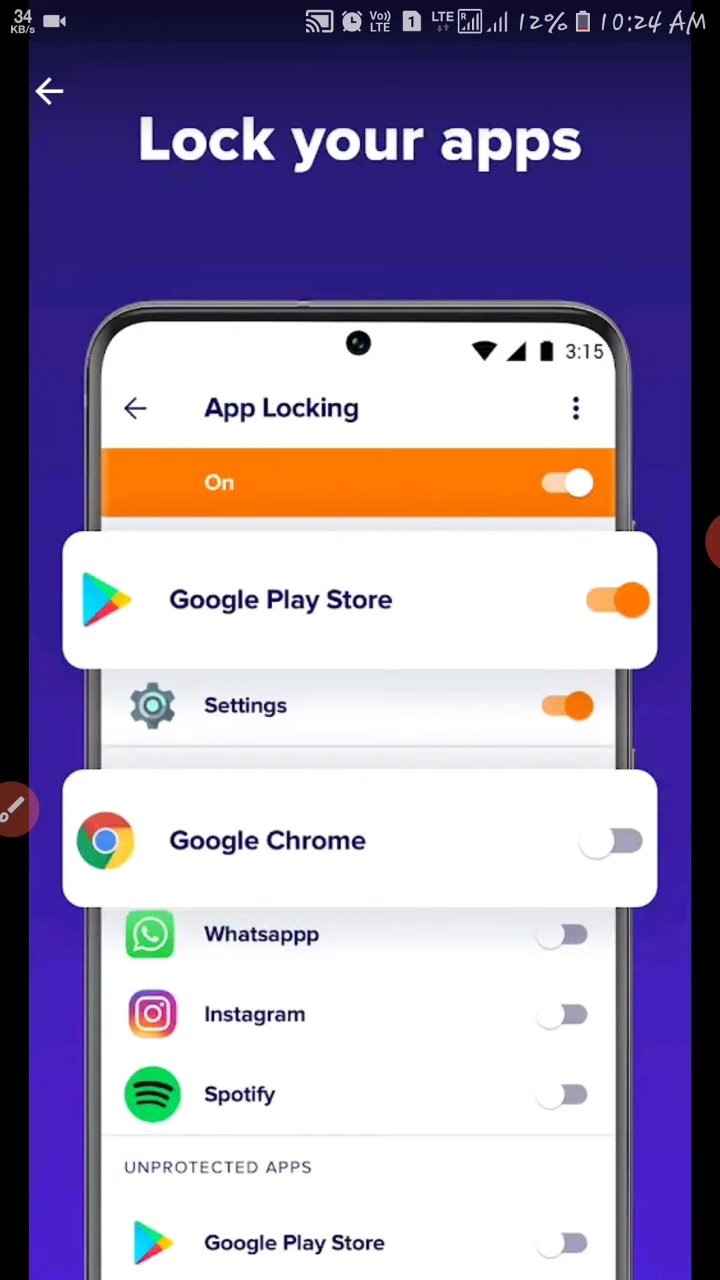 34
KB/s
Vo))
LTE
1
LTE
R
12%
10:24 AM
Lock your apps
3:15
App Locking
On
Google Play Store
Settings
Google Chrome
Whatsappp
Instagram
Spotify
UNPROTECTED APPS
Google Play Store